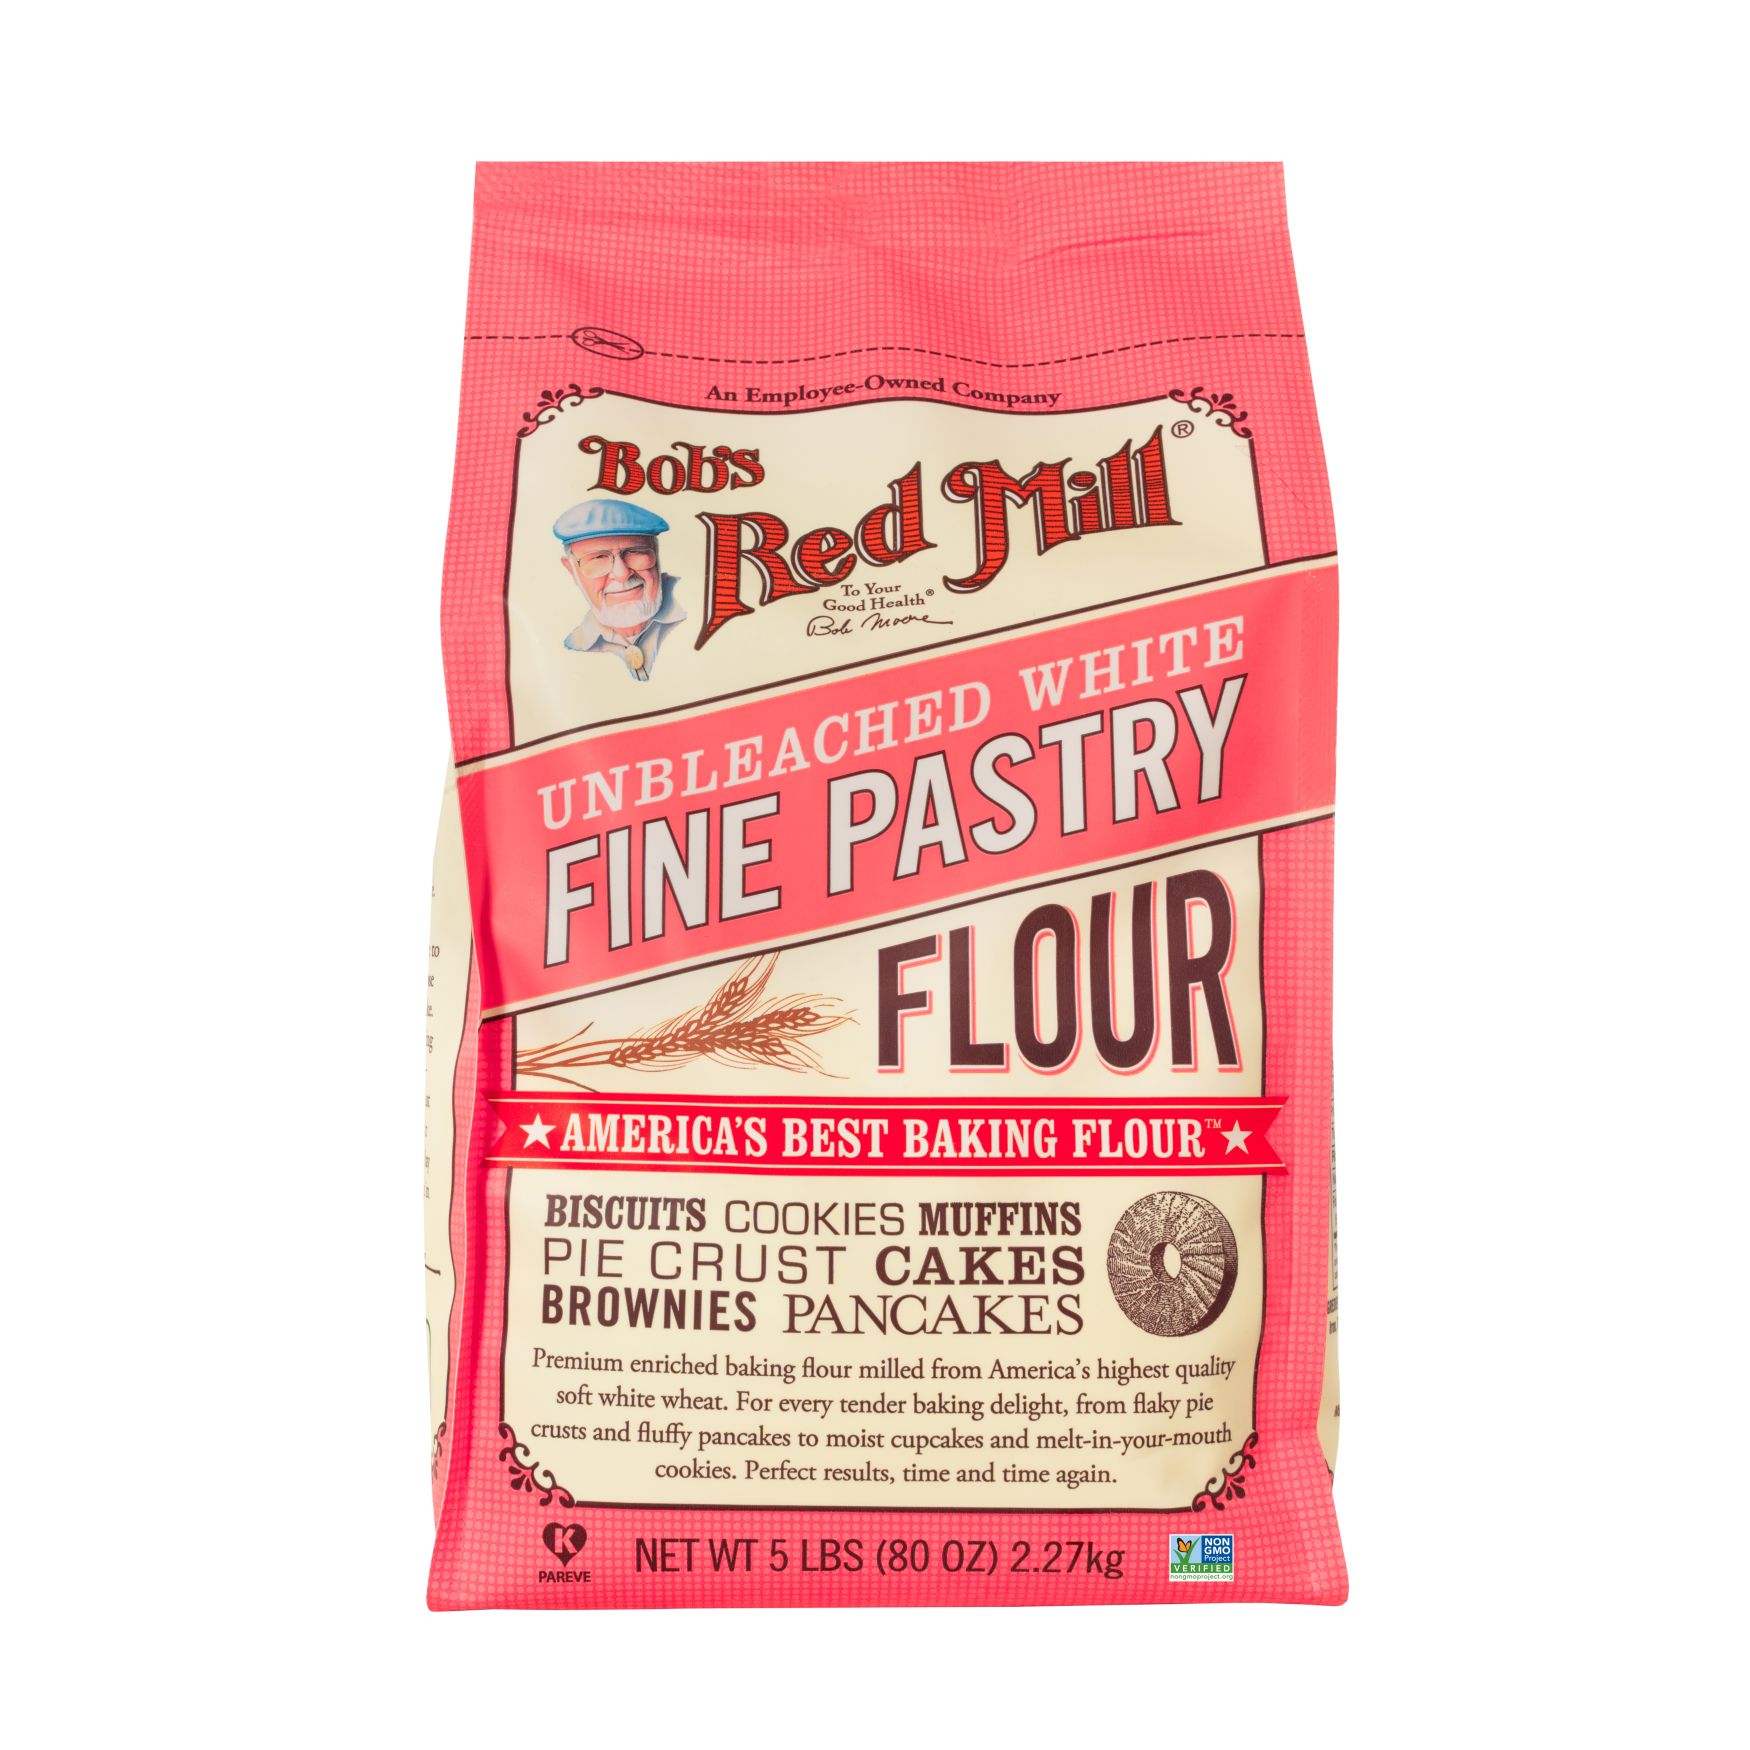 An Employee-Owned Company
Bob's
Red Mill®
To Your
Good Health®
Bob Moore
UNBLEACHED WHITE
FINE PASTRY
FLOUR
★ AMERICA'S BEST BAKING FLOUR™ ★
BISCUITS COOKIES MUFFINS
PIE CRUST CAKES
BROWNIES PANCAKES
Premium enriched baking flour milled from America's highest quality
soft white wheat. For every tender baking delight, from flaky pie
crusts and fluffy pancakes to moist cupcakes and melt-in-your-mouth
cookies. Perfect results, time and time again.
K
PAREVE
NET WT 5 LBS (80 OZ) 2.27kg
NON
GMO
Project
VERIFIED
nongmoproject.org